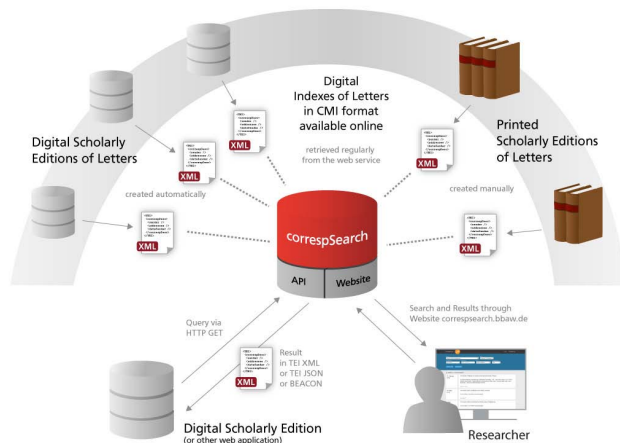 Digital
Indexes of Letters
in CMI format
available online
retrieved regularly
from the web service
Digital Scholarly
Editions of Letters
Printed
Scholarly Editions
of Letters
XML
XML
XML
XML
XML
created automatically
created manually
correspSearch
API
Website
Query via
HTTP GET
Search and Results through
Website correspsearch.bbaw.de
XML
Result
in TEI XML
or TEI JSON
or BEACON
Digital Scholarly Edition
(or other web application)
Researcher